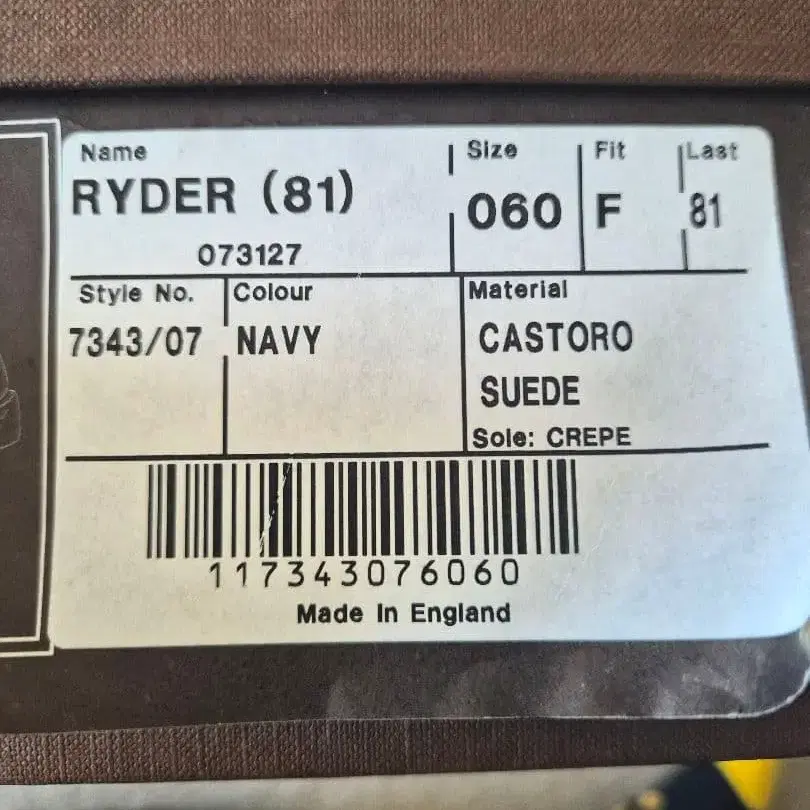 Name
RYDER (81)
073127
Size
060
Fit
F
Last
81
Style No.
7343/07
Colour
NAVY
Material
CASTORO
SUEDE
Sole: CREPE
117343076060
Made In England